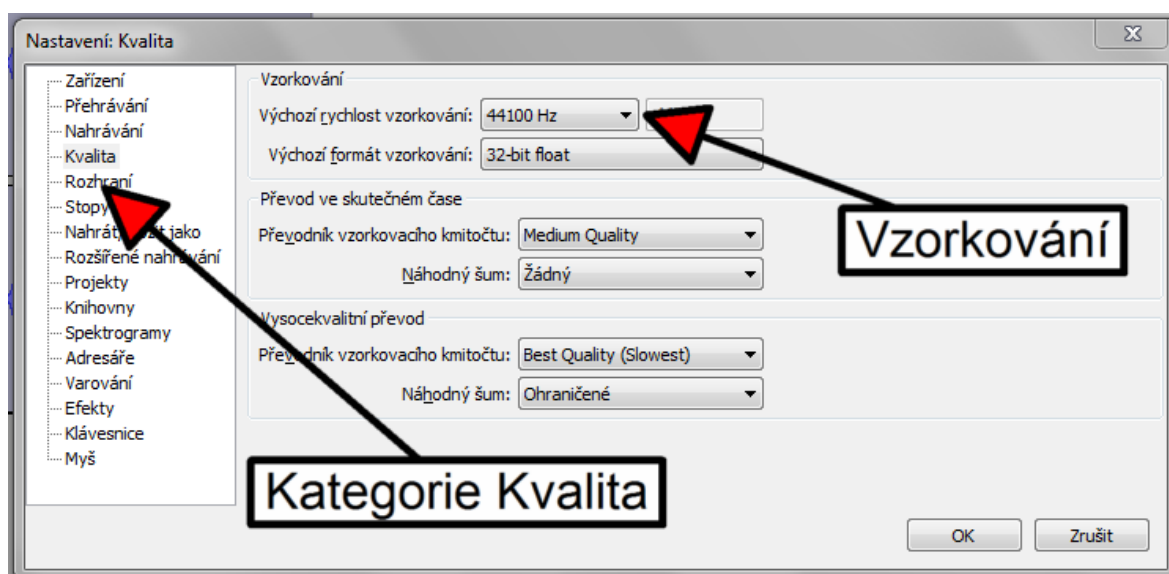 Nastavení: Kvalita
Zařízení
Přehrávání
Nahrávání
Kvalita
Rozhraní
Stopy
Nahrát jako
Rozšířené nahrávání
Projekty
Knihovny
Spektrogramy
Adresáře
Varování
Efekty
Klávesnice
Myš
Vzorkování
Výchozí rychlost vzorkování: 44100 Hz
Výchozí formát vzorkování: 32-bit float
Převod ve skutečném čase
Převodník vzorkovacího kmitočtu: Medium Quality
Náhodný šum: Žádný
Vysocekvalitní převod
Převodník vzorkovacího kmitočtu: Best Quality (Slowest)
Náhodný šum: Ohraničené
Vzorkování
Kategorie Kvalita
OK Zrušit